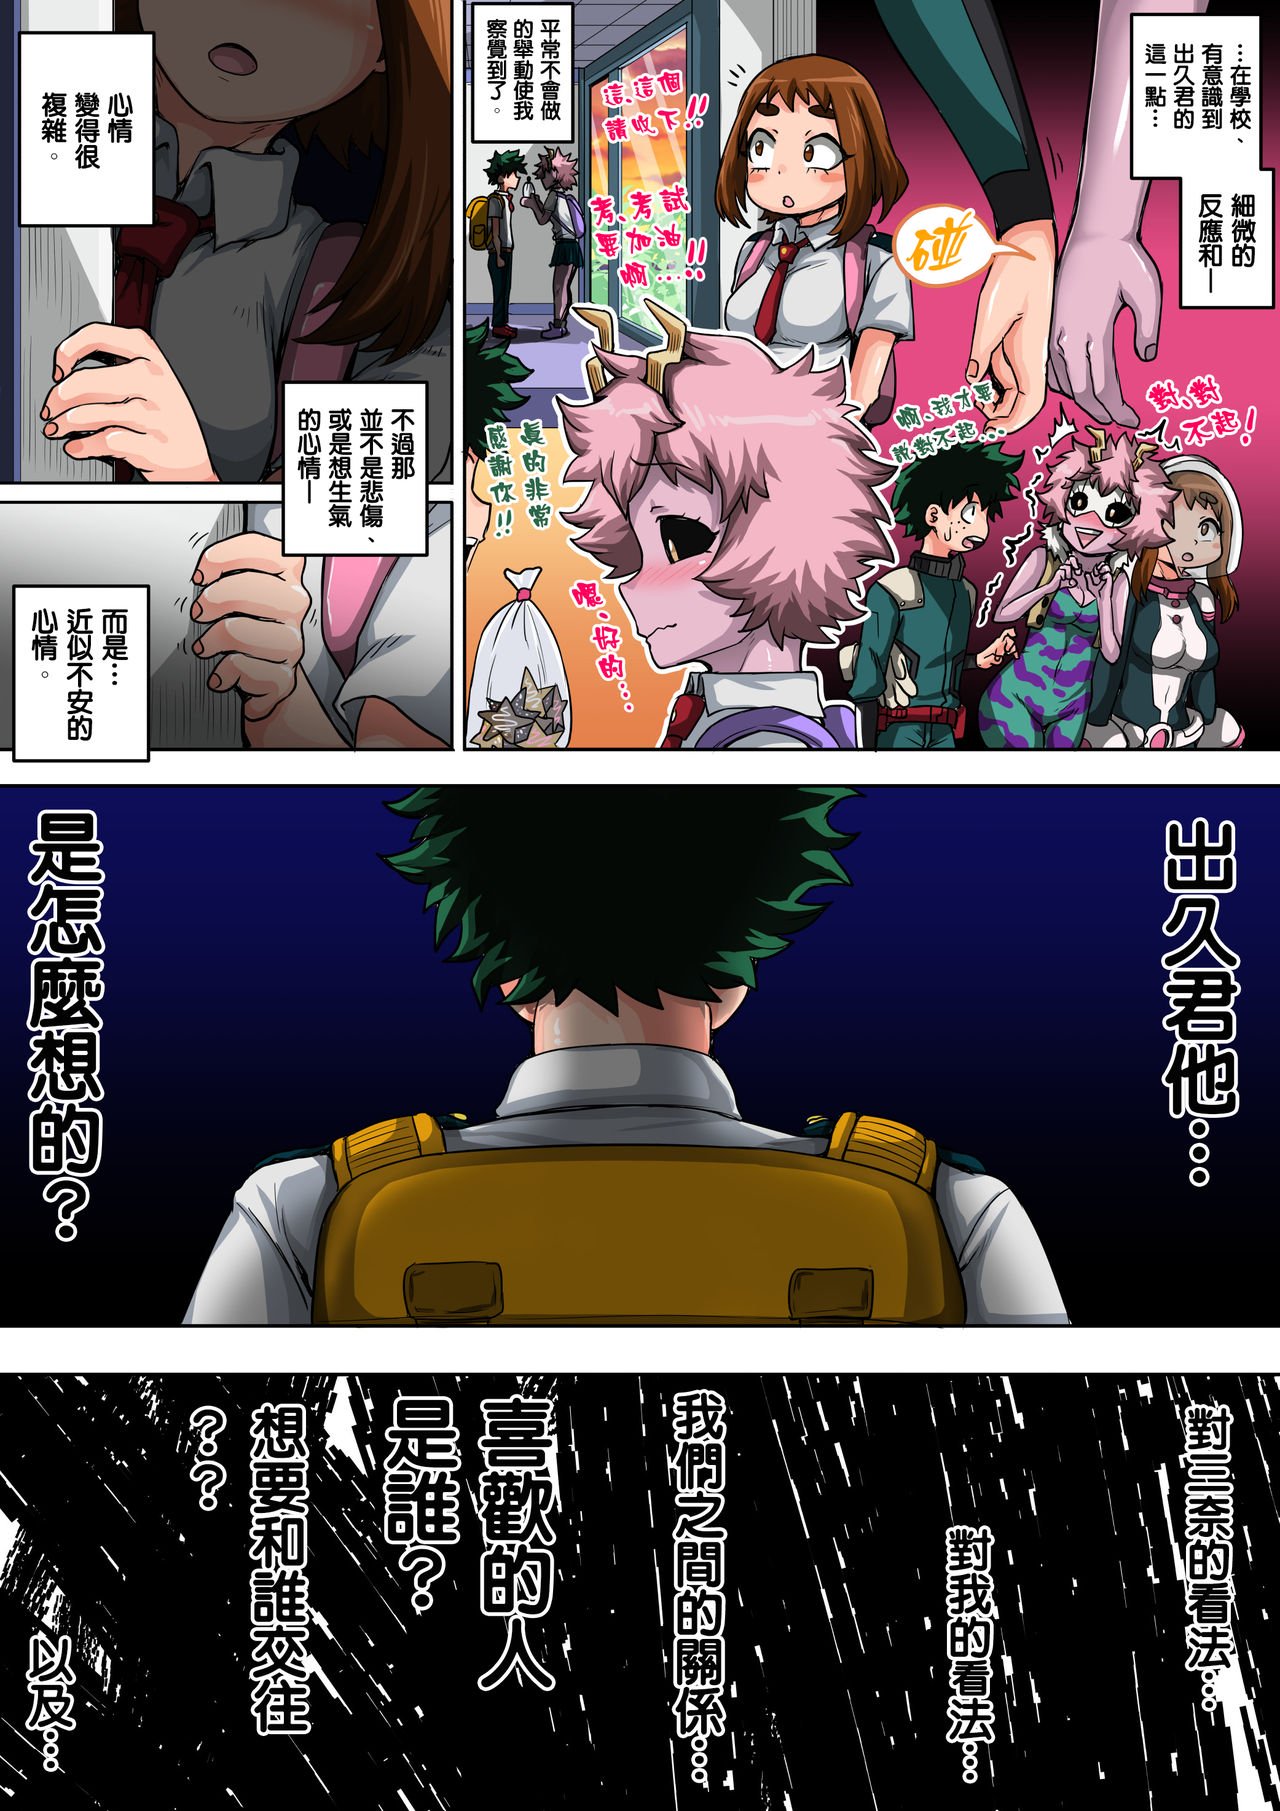 …在學校、
有意識到
出久君的
這一點…
細微的
反應和—
碰
對、對
不起！
啊、我才要
說對不起…
平常不會做
的舉動使我
察覺到了。
這、這個
請收下!!
考、考試
要加油
啊…!!
真的非常
感謝你!!
嗯、好的…
心情
變得很
複雜。
不過那
並不是悲傷、
或是想生氣
的心情—
而是…
近似不安的
心情。
出久君他…
是怎麼想的？
對三奈的看法…
對我的看法…
我們之間的關係…
喜歡的人
是誰？
想要和誰交往
？？
以及…